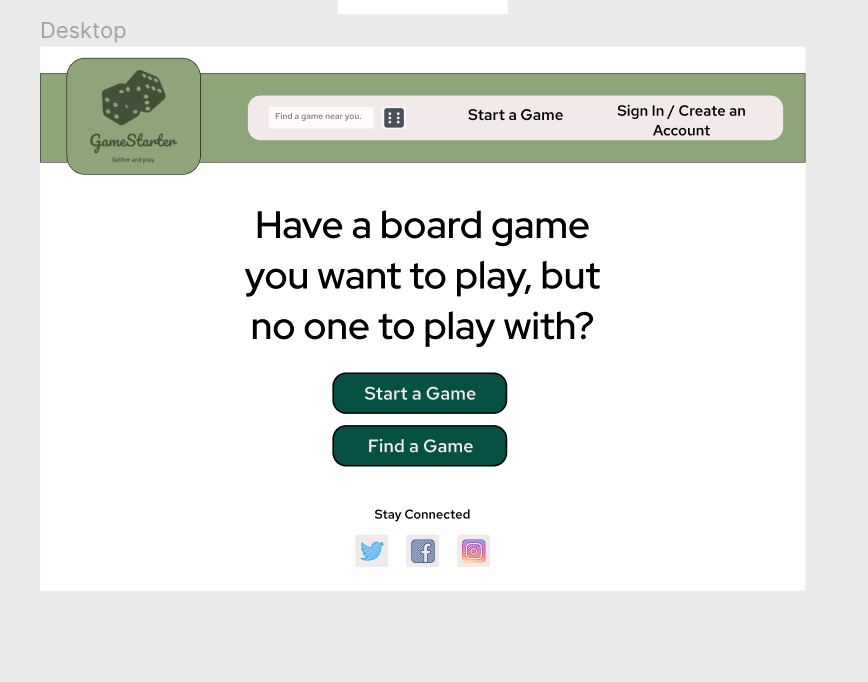 Desktop
GameStarter
Gather and play.
Find a game near you.
Start a Game
Sign In / Create an
Account
Have a board game
you want to play, but
no one to play with?
Start a Game
Find a Game
Stay Connected